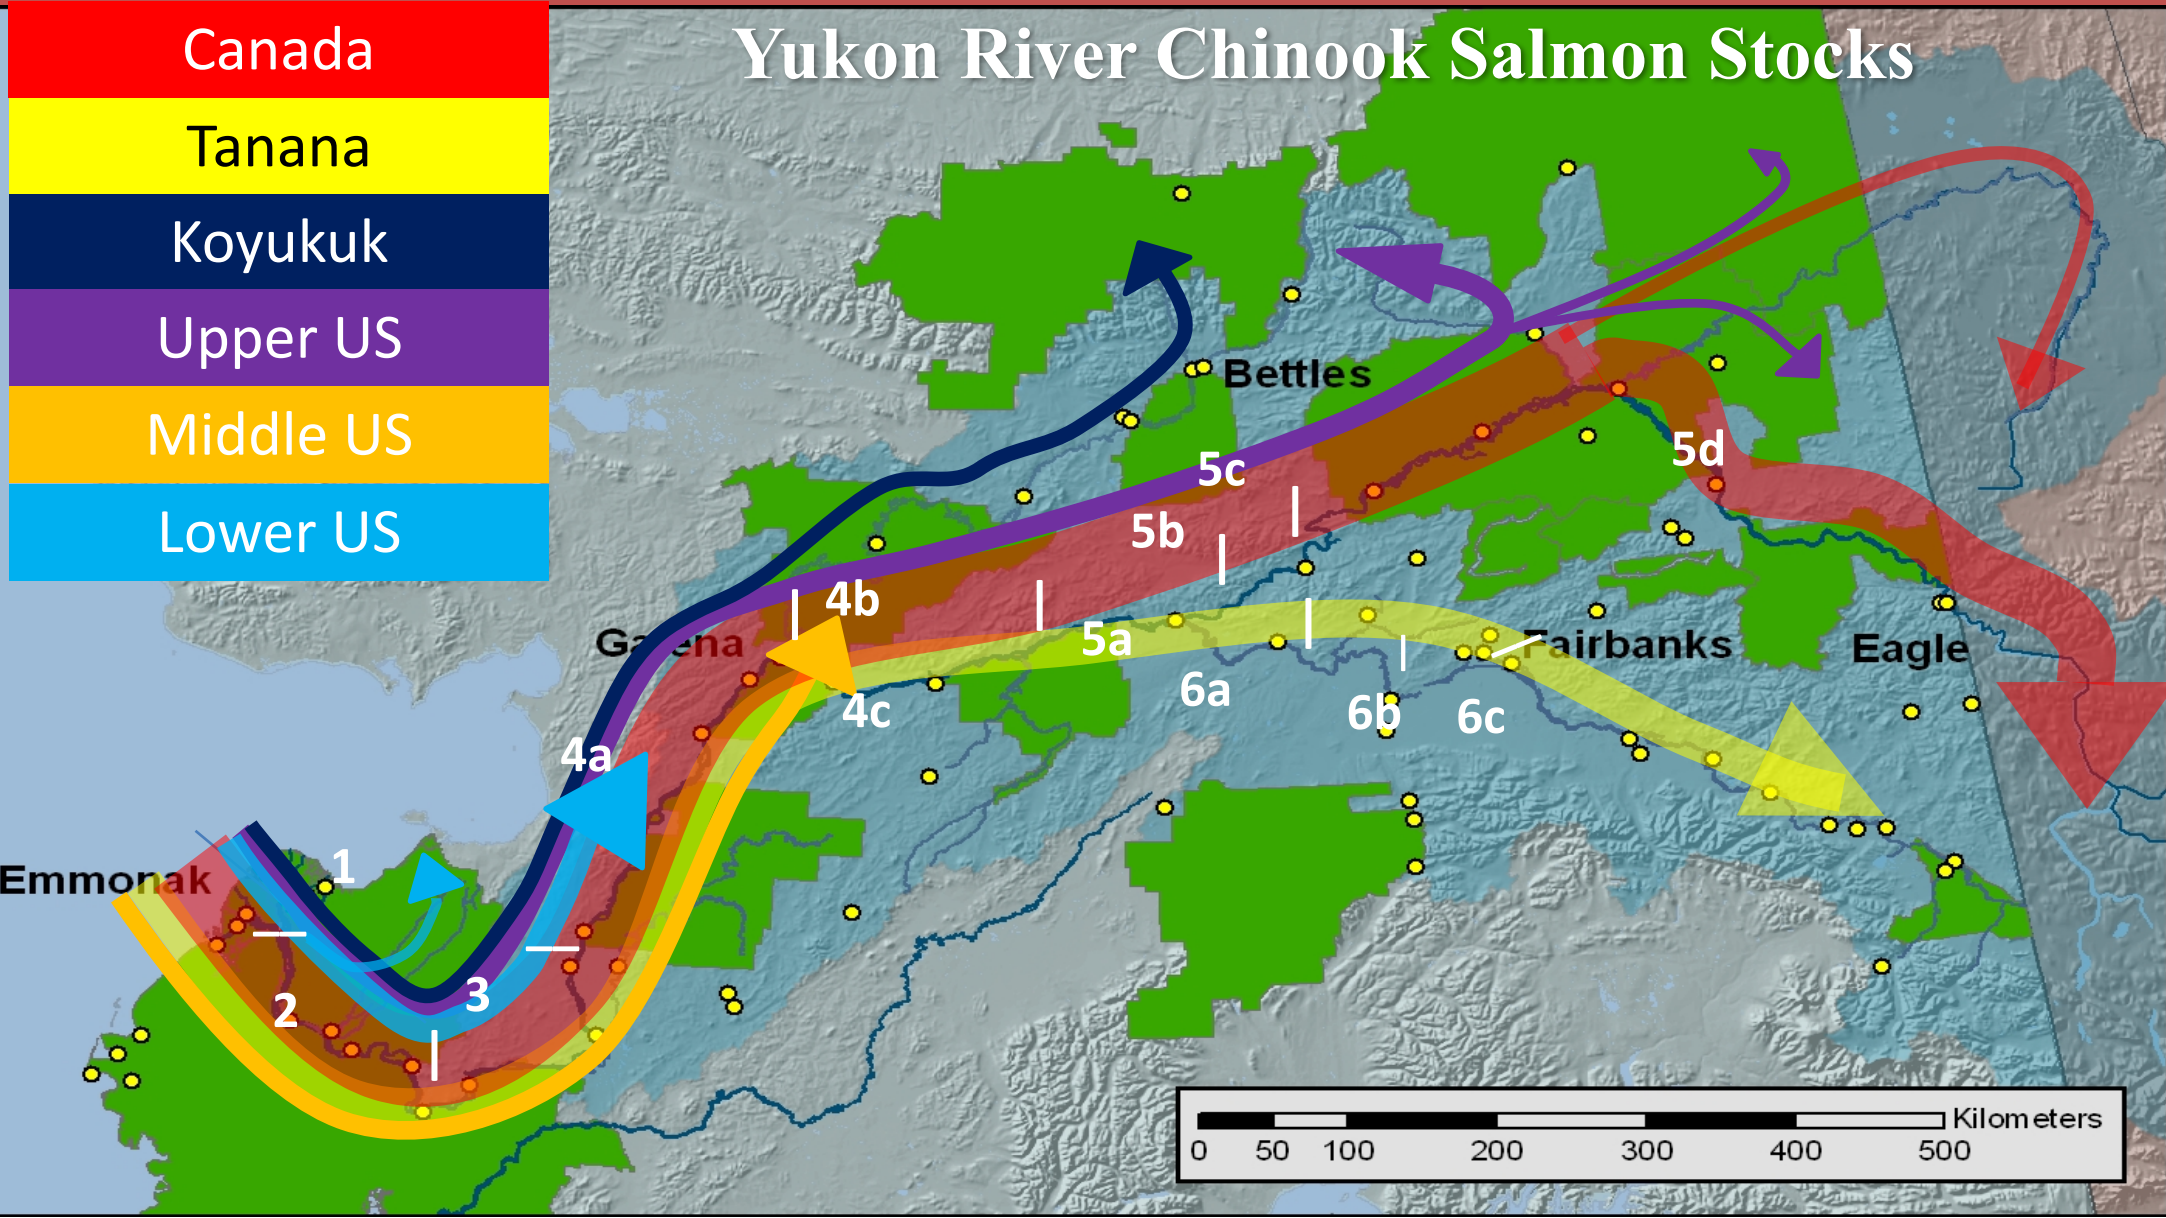 Yukon River Chinook Salmon Stocks
Canada
Tanana
Koyukuk
Upper US
Middle US
Lower US
Bettles
5c
5d
5b
4b
Galena
5a
Fairbanks
Eagle
6a
4c
6b
6c
4a
1
Emmonak
3
2
Kilometers
0 50 100 200 300 400 500